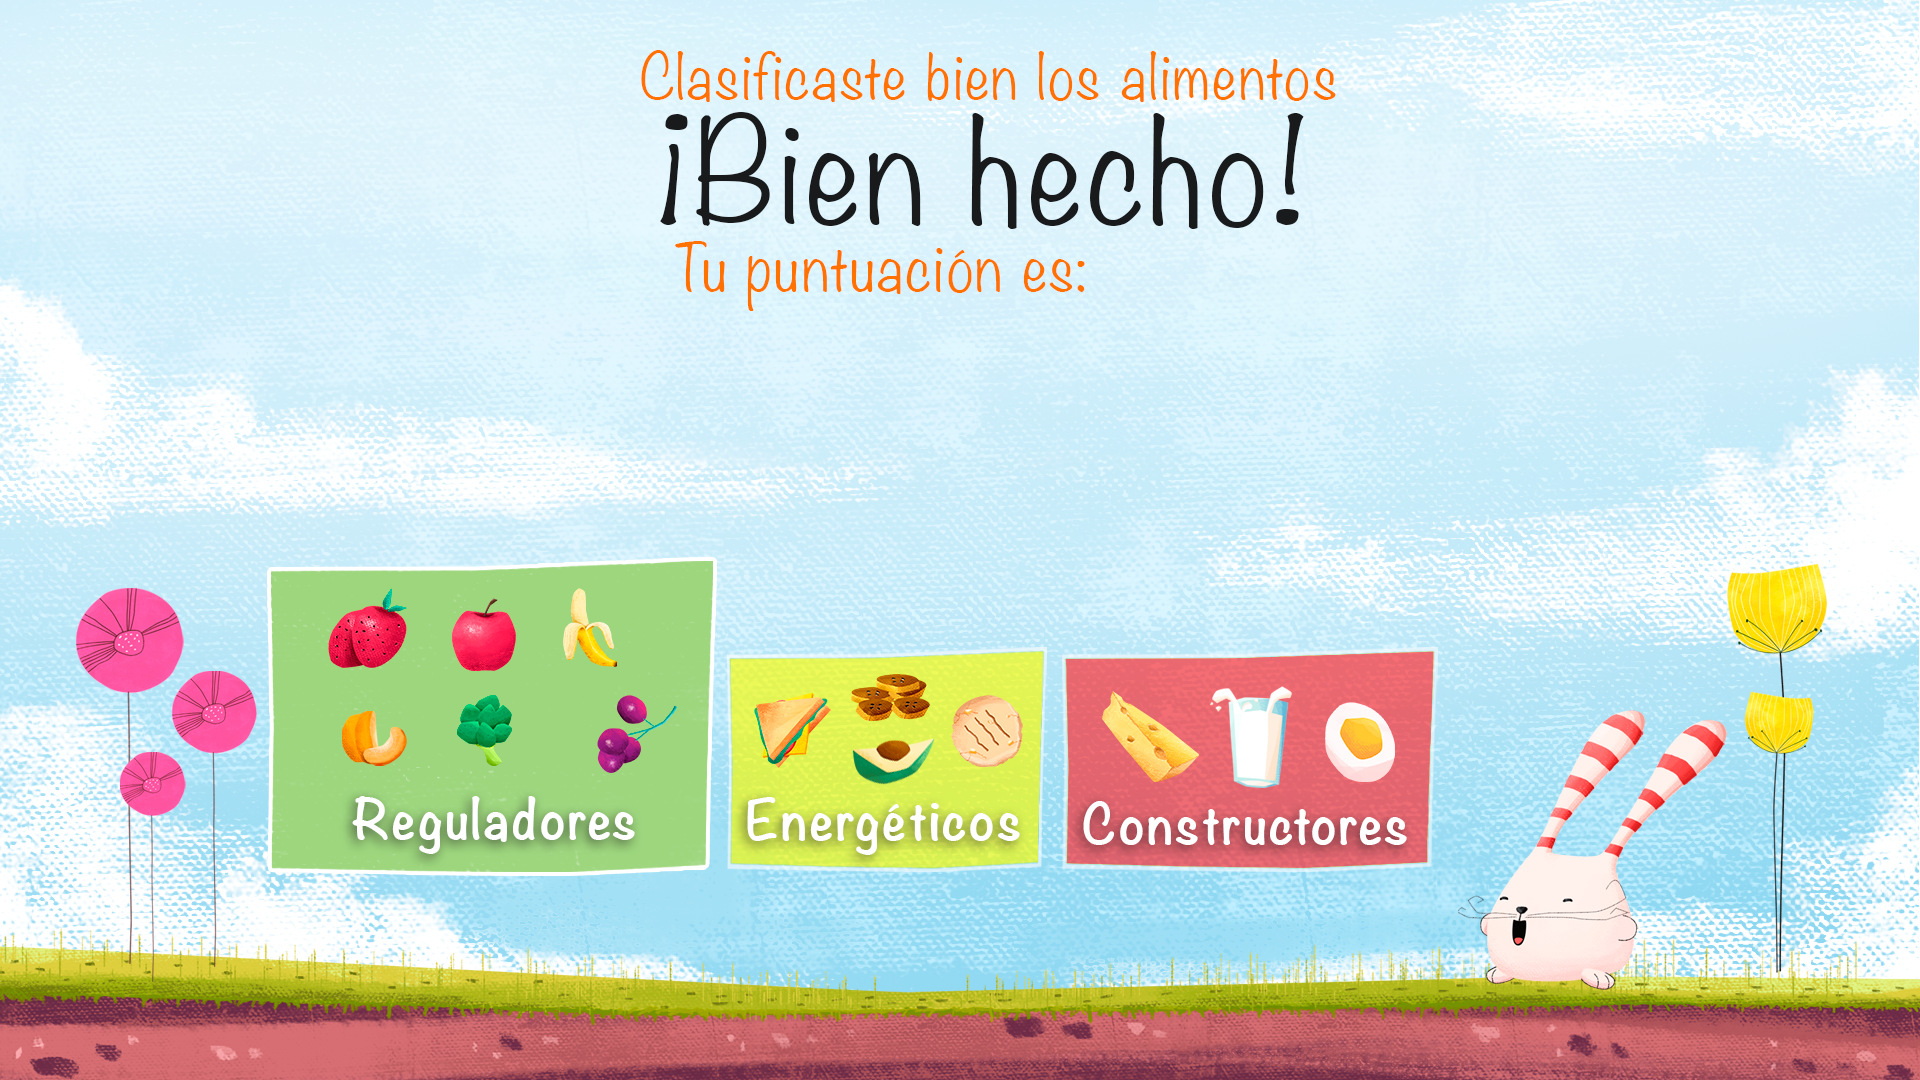 Clasificaste bien los alimentos
¡Bien hecho!
Tu puntuación es:
Reguladores
Energéticos
Constructores